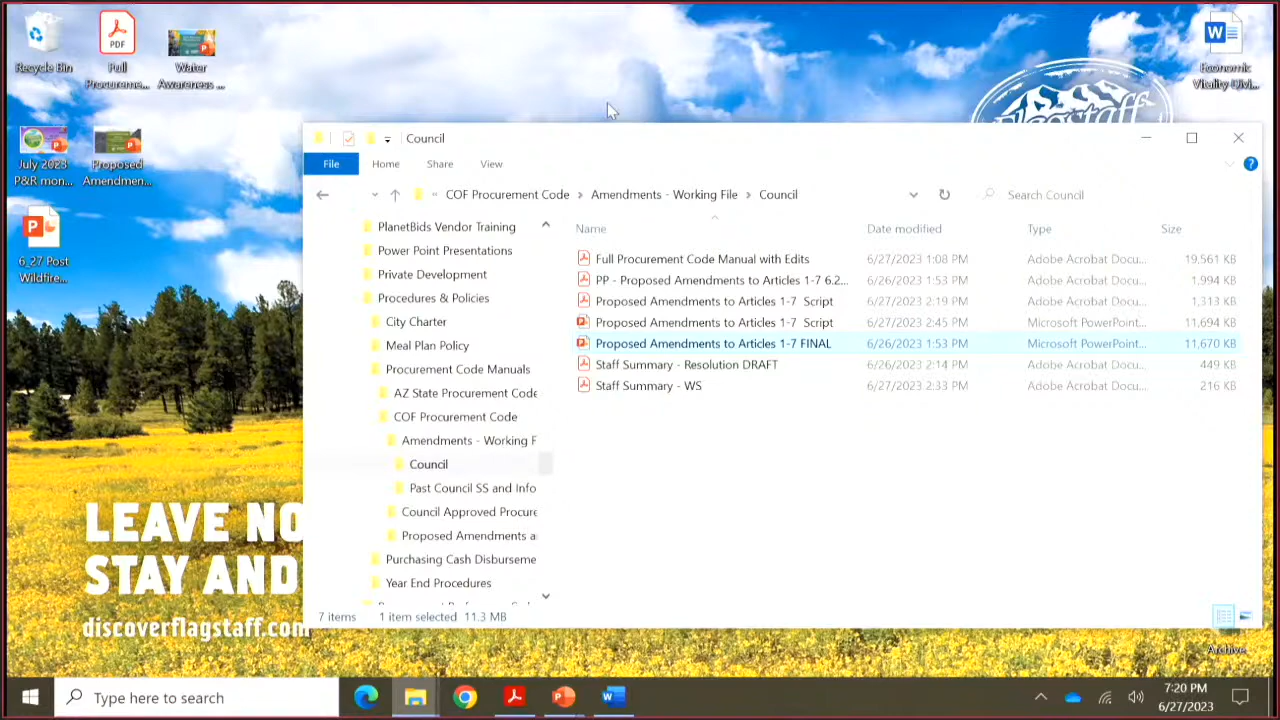 Recycle Bin
Full
Procureme...
Water
Awareness ...
Economic
Vitality Divi...
July 2023
P&R mon...
Proposed
Amendmen...
6_27 Post
Wildfire...
flagstaff
LEAVE NO
STAY AND
discoverflagstaff.com
Council
File
Home
Share
View
COF Procurement Code
Amendments - Working File
Council
Search Council
PlanetBids Vendor Training
Power Point Presentations
Private Development
Procedures & Policies
City Charter
Meal Plan Policy
Procurement Code Manuals
AZ State Procurement Code
COF Procurement Code
Amendments - Working F
Council
Past Council SS and Info
Council Approved Procure
Proposed Amendments a
Purchasing Cash Disburseme
Year End Procedures
Name Date modified Type Size
Full Procurement Code Manual with Edits 6/27/2023 1:08 PM Adobe Acrobat Docu... 19,561 KB
PP - Proposed Amendments to Articles 1-7 6.2... 6/26/2023 1:53 PM Adobe Acrobat Docu... 1,994 KB
Proposed Amendments to Articles 1-7 Script 6/27/2023 2:19 PM Adobe Acrobat Docu... 1,313 KB
Proposed Amendments to Articles 1-7 Script 6/27/2023 2:45 PM Microsoft PowerPoint... 11,694 KB
Proposed Amendments to Articles 1-7 FINAL 6/26/2023 1:53 PM Microsoft PowerPoint... 11,670 KB
Staff Summary - Resolution DRAFT 6/26/2023 2:14 PM Adobe Acrobat Docu... 449 KB
Staff Summary - WS 6/27/2023 2:33 PM Adobe Acrobat Docu... 216 KB
7 items 1 item selected 11.3 MB
Archive
Type here to search
7:20 PM
6/27/2023